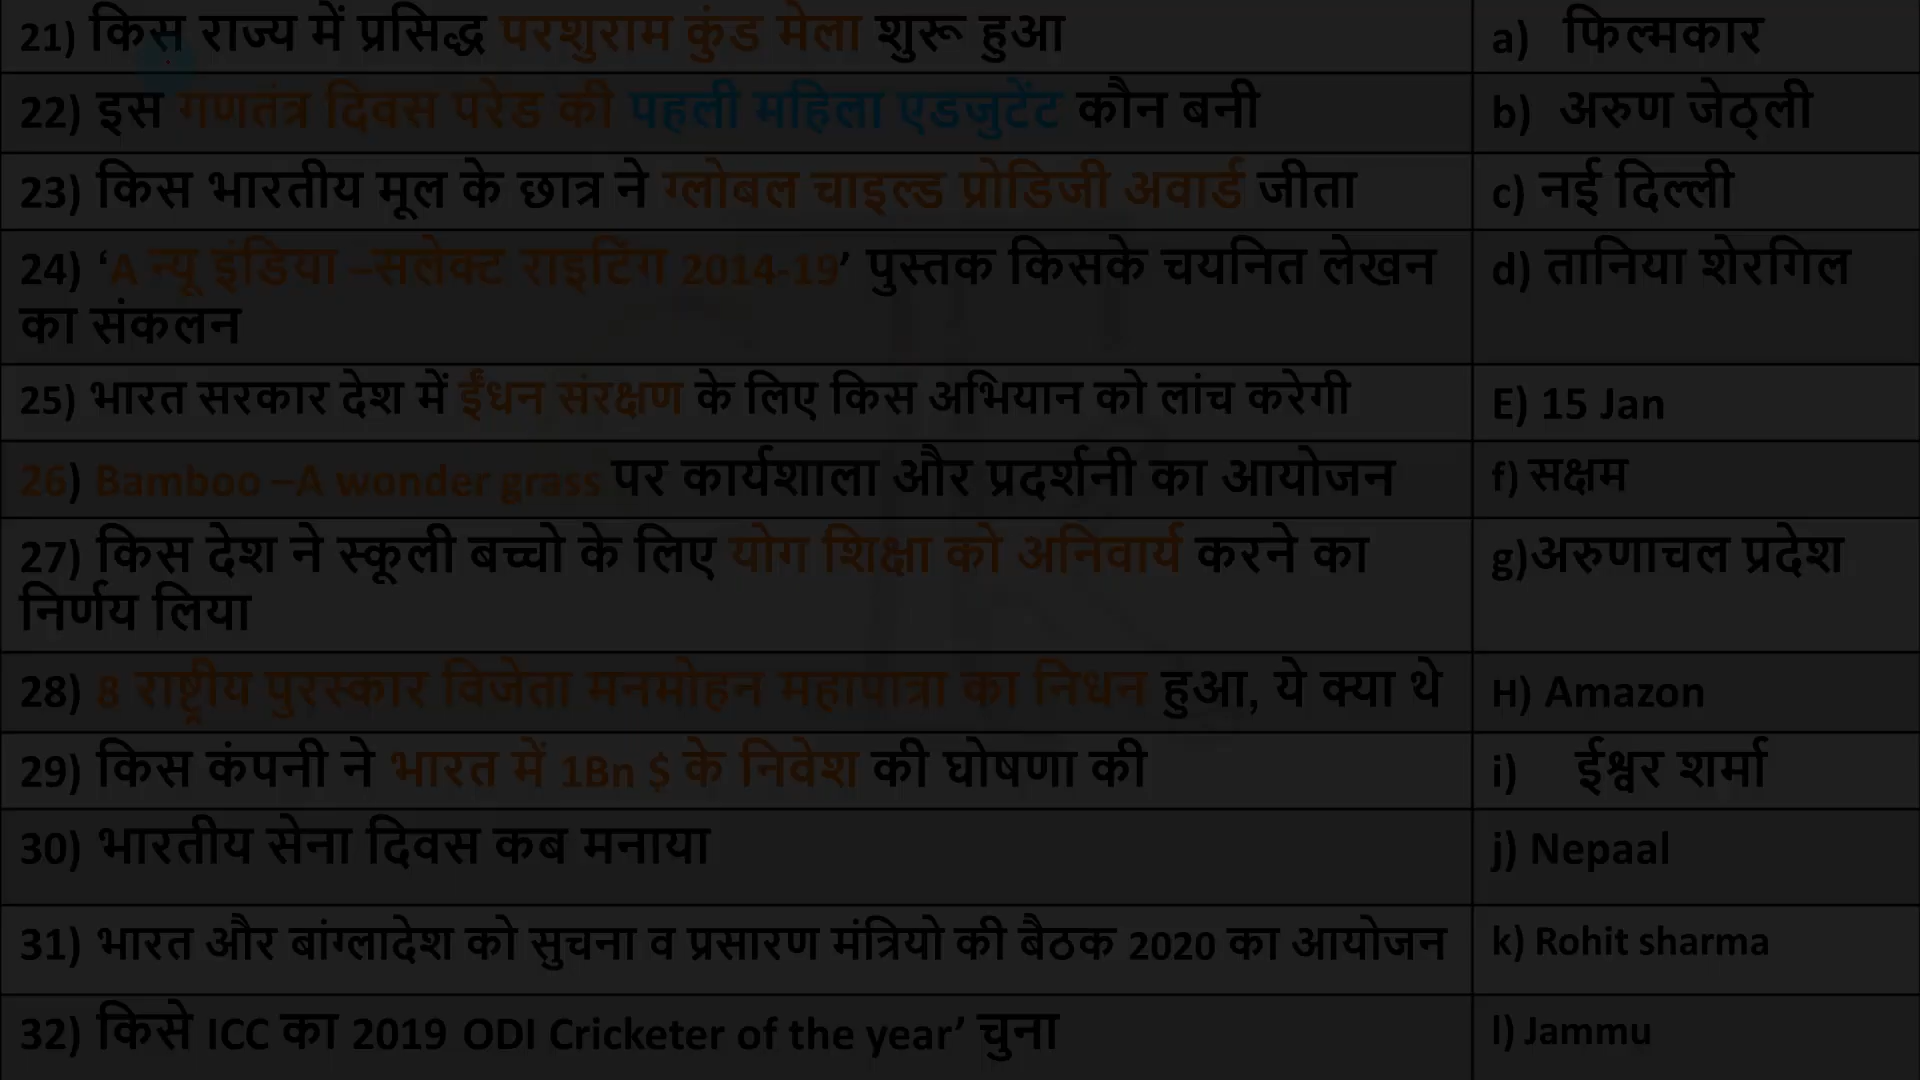 21) किस राज्य में प्रसिद्ध परशुराम कुंड मेला शुरू हुआ
a) फिल्मकार
22) इस गणतंत्र दिवस परेड की पहली महिला एडजुटेंट कौन बनी
b) अरुण जेठ्ली
23) किस भारतीय मूल के छात्र ने ग्लोबल चाइल्ड प्रोडिजी अवार्ड जीता
c) नई दिल्ली
24) ‘A न्यू इंडिया –सलेक्ट राइटिंग 2014-19’ पुस्तक किसके चयनित लेखन
का संकलन
d) तानिया शेरगिल
25) भारत सरकार देश में ईंधन संरक्षण के लिए किस अभियान को लांच करेगी
E) 15 Jan
26) Bamboo –A wonder grass पर कार्यशाला और प्रदर्शनी का आयोजन
f) सक्षम
27) किस देश ने स्कूली बच्चो के लिए योग शिक्षा को अनिवार्य करने का
निर्णय लिया
g)अरुणाचल प्रदेश
28) 8 राष्ट्रीय पुरस्कार विजेता मनमोहन महापात्रा का निधन हुआ, ये क्या थे
H) Amazon
29) किस कंपनी ने भारत में 1Bn $ के निवेश की घोषणा की
i) ईश्वर शर्मा
30) भारतीय सेना दिवस कब मनाया
j) Nepaal
31) भारत और बांग्लादेश को सुचना व प्रसारण मंत्रियो की बैठक 2020 का आयोजन
k) Rohit sharma
32) किसे ICC का 2019 ODI Cricketer of the year’ चुना
l) Jammu